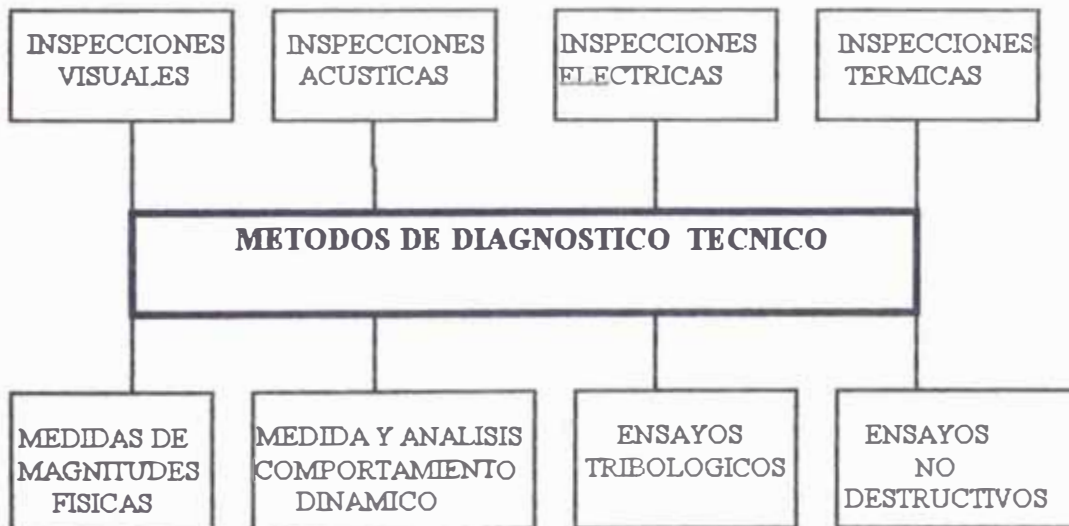 INSPECCIONES
VISUALES
INSPECCIONES
ACUSTICAS
INSPECCIONES
ELECTRICAS
INSPECCIONES
TERMICAS
METODOS DE DIAGNOSTICO TECNICO
MEDIDAS DE
MAGNITUDES
FISICAS
MEDIDA Y ANALISIS
COMPORTAMIENTO
DINAMICO
ENSAYOS
TRIBOLOGICOS
ENSAYOS
NO
DESTRUCTIVOS